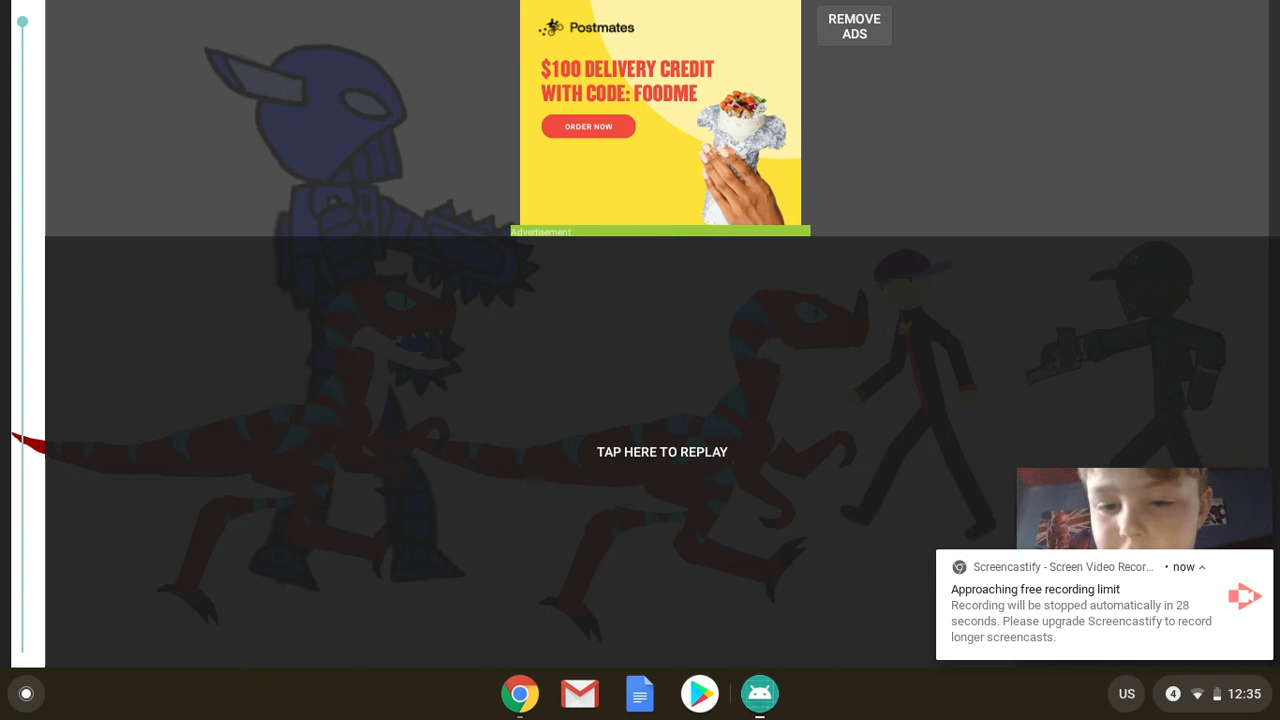 Postmates
$100 DELIVERY CREDIT
WITH CODE: FOODME
ORDER NOW
Advertisement
REMOVE
ADS
TAP HERE TO REPLAY
Screencastify - Screen Video Recor... • now
Approaching free recording limit
Recording will be stopped automatically in 28
seconds. Please upgrade Screencastify to record
longer screencasts.
US
4
12:35